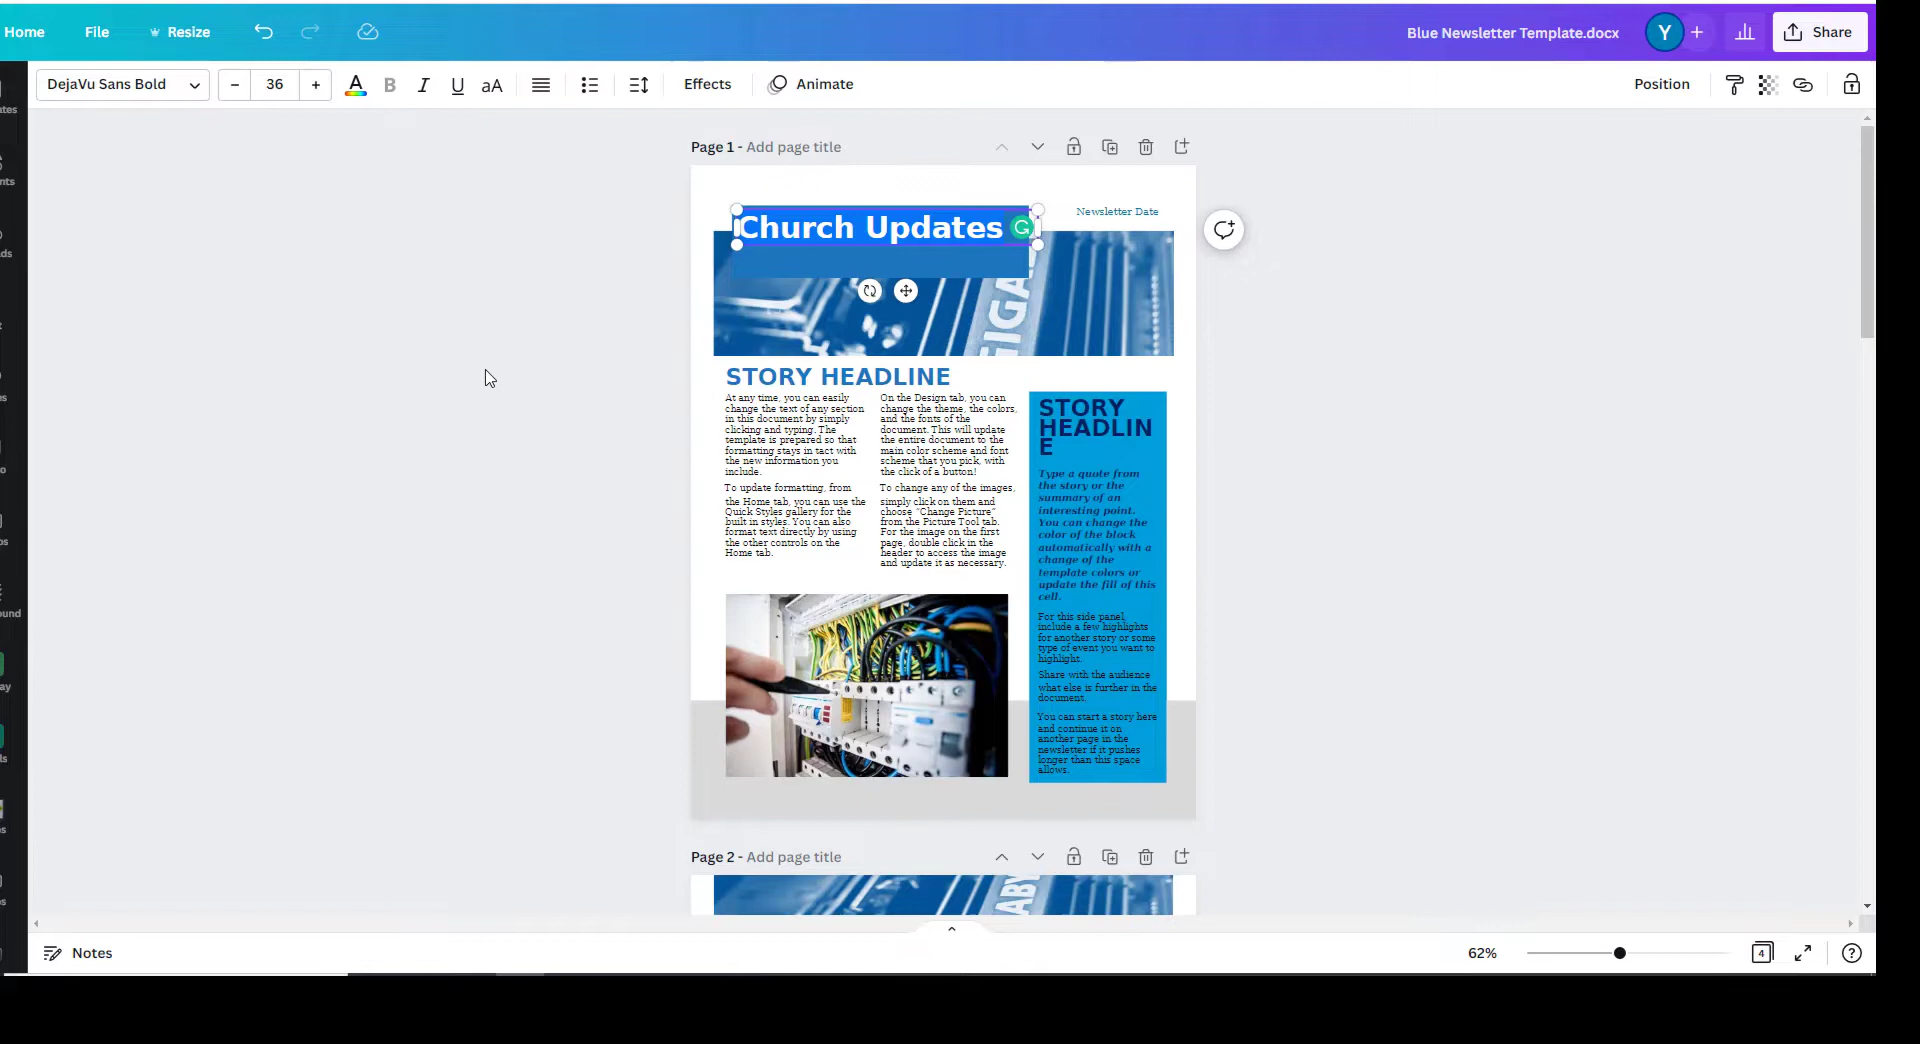 Home
File
Resize
Blue Newsletter Template.docx
Y
Share
DejaVu Sans Bold
36
A
B
I
U
aA
Effects
Animate
Position
Page 1 - Add page title
Church Updates
Newsletter Date
GIGA
STORY HEADLINE
At any time, you can easily
change the text of any section
in this document by simply
clicking and typing. The
template is prepared so that
formatting stays in tact with
the new information you
include.
To update formatting, from
the Home tab, you can use the
Quick Styles gallery for the
built in styles. You can also
format text directly by using
the other controls on the
Home tab.
On the Design tab, you can
change the theme, the colors,
and the fonts of the
document. This will update
the entire document to the
main color scheme and font
scheme that you pick, with
the click of a button!
To change any of the images,
simply click on them and
choose "Change Picture"
from the Picture Tool tab.
For the image on the first
page, double click in the
header to access the image
and update it as necessary.
STORY
HEADLIN
E
Type a quote from
the story or the
summary of an
interesting point.
You can change the
color of the block
automatically with a
change of the
template colors or
update the fill of this
cell.
For this side panel,
include a few highlights
for another story or some
type of event you want to
highlight.
Share with the audience
what else is further in the
document.
You can start a story here
and continue it on
another page in the
newsletter if it pushes
longer than this space
allows.
Page 2 - Add page title
Notes
62%
4
?